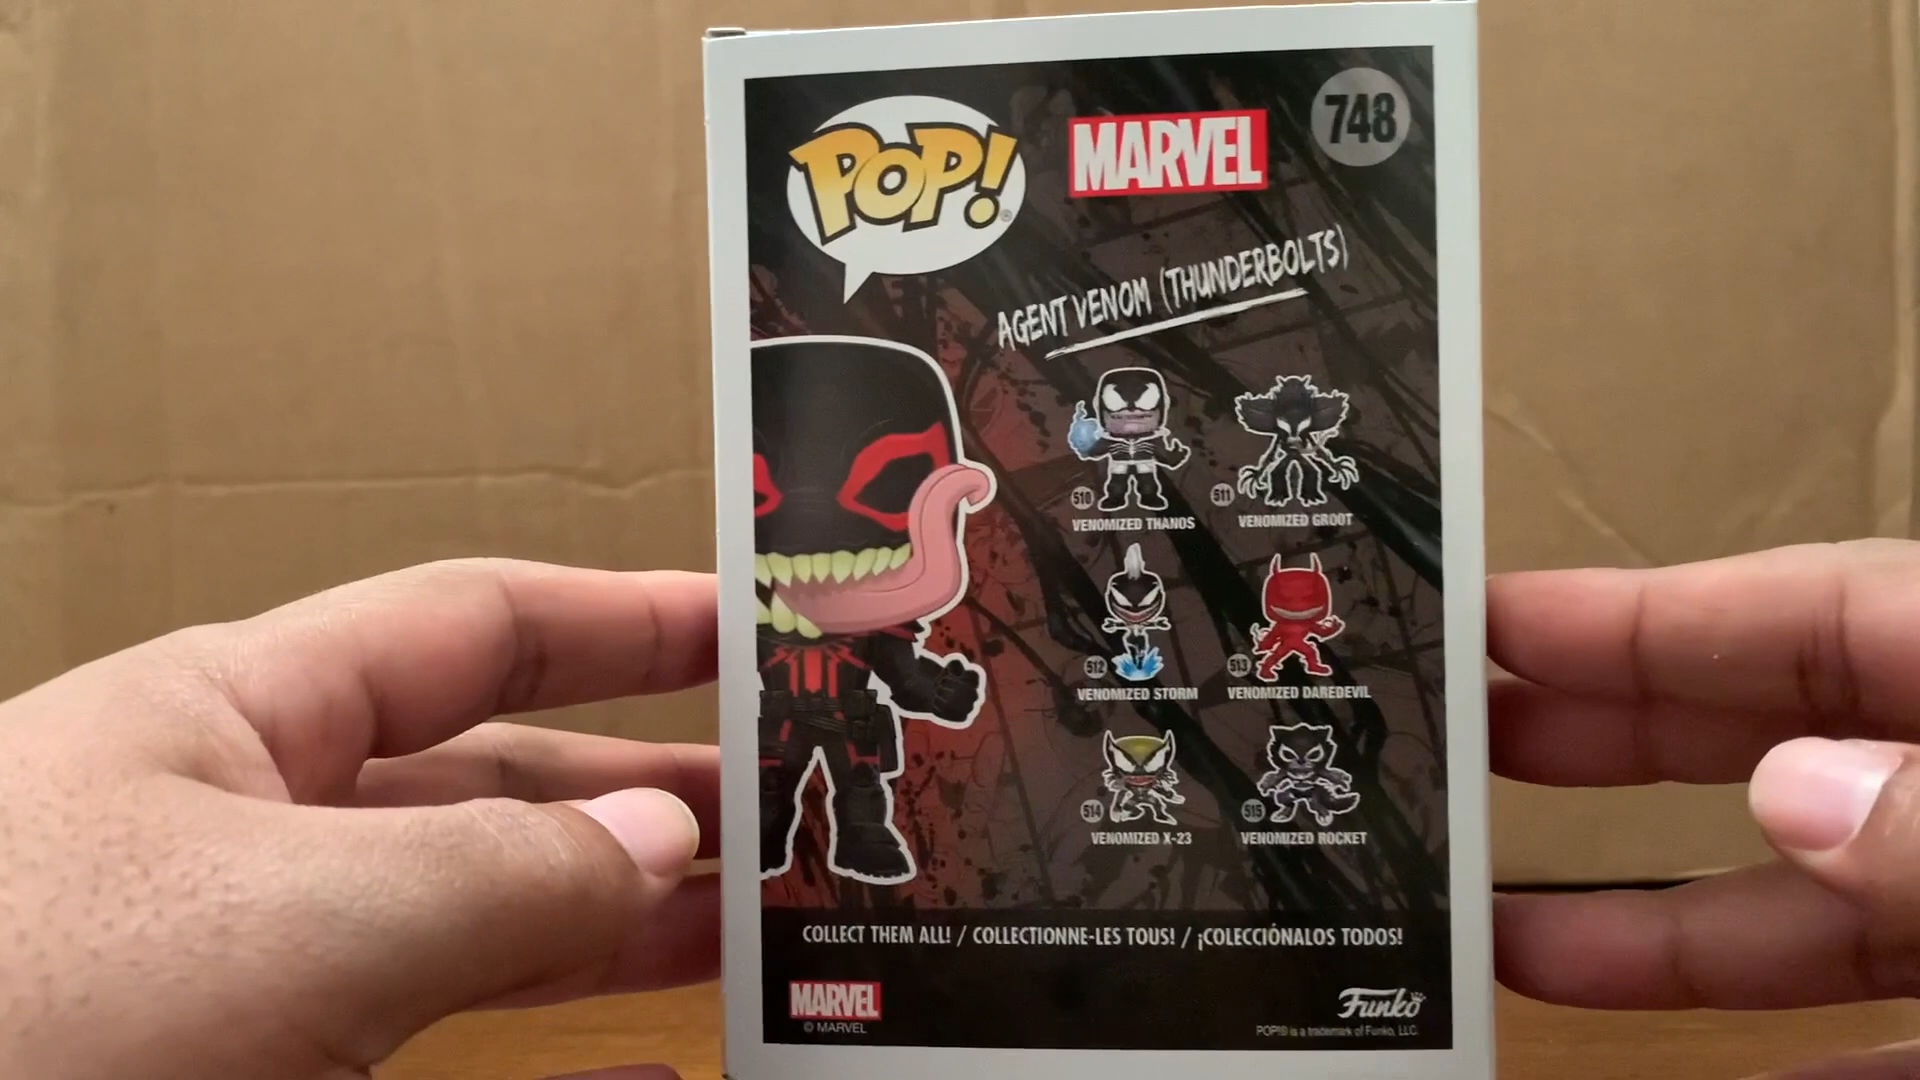 POP!
MARVEL
748
AGENT VENOM (THUNDERBOLTS)
510
VENOMIZED THANOS
511
VENOMIZED GROOT
512
VENOMIZED STORM
513
VENOMIZED DAREDEVIL
514
VENOMIZED X-23
515
VENOMIZED ROCKET
COLLECT THEM ALL! / COLLECTIONNE-LES TOUS! / ¡COLECCIÓNALOS TODOS!
MARVEL
© MARVEL
Funko
POP!® is a trademark of Funko, LLC.